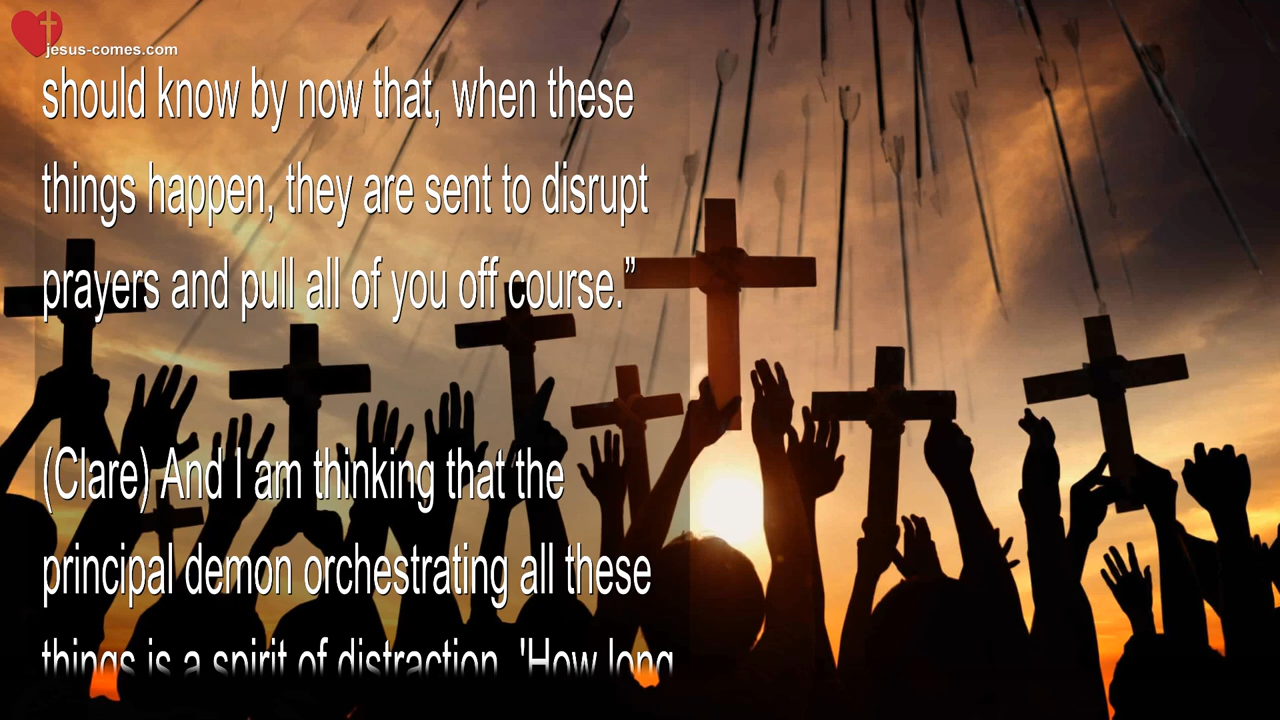 jesus-comes.com
should know by now that, when these
things happen, they are sent to disrupt
prayers and pull all of you off course.”
(Clare) And I am thinking that the
principal demon orchestrating all these
things is a spirit of distraction. 'How long